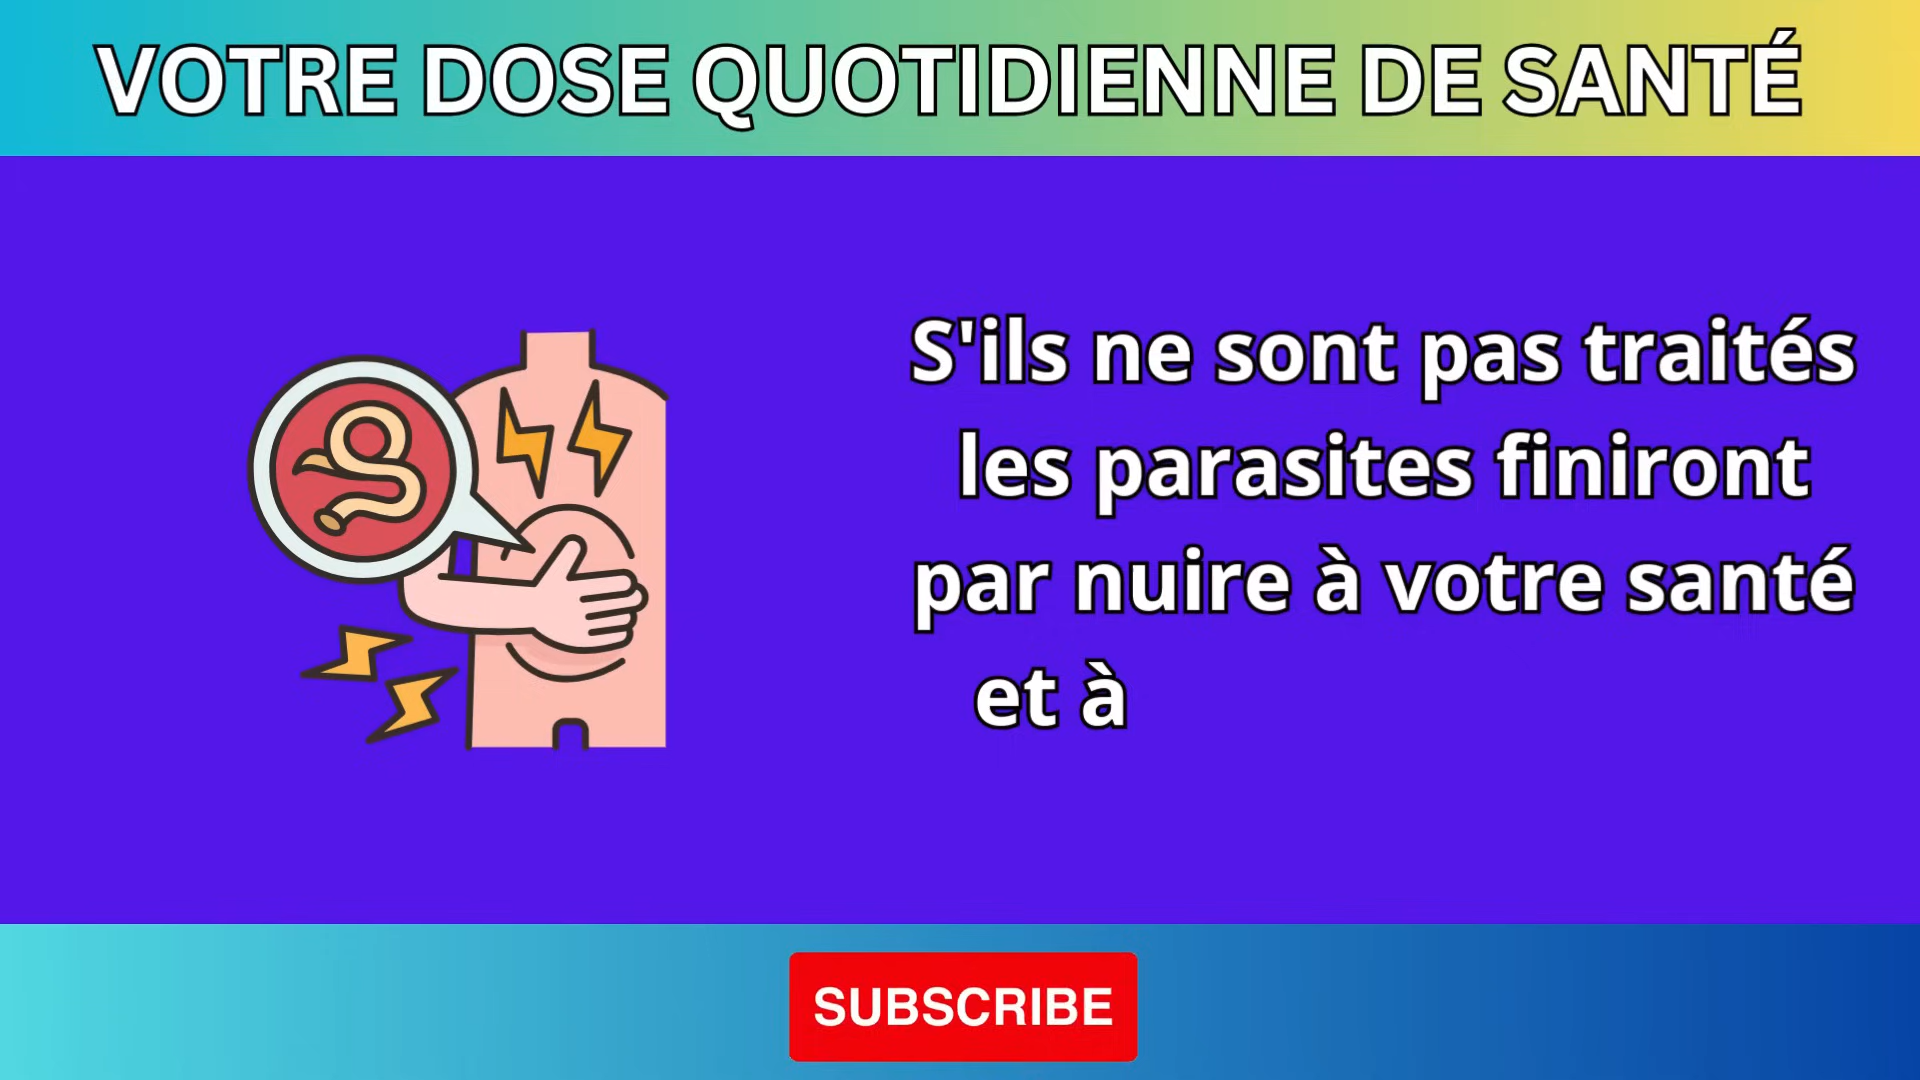 VOTRE DOSE QUOTIDIENNE DE SANTÉ
S'ils ne sont pas traités
les parasites finiront
par nuire à votre santé
et à
SUBSCRIBE